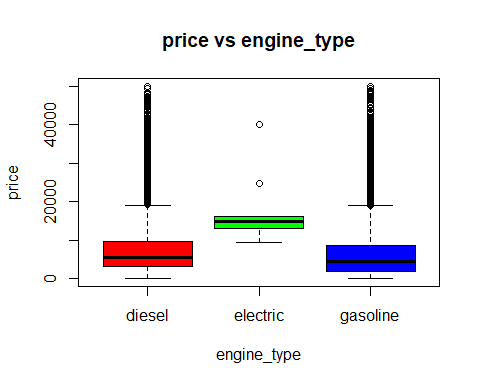 price vs engine_type
price
40000
20000
0
diesel electric gasoline
engine_type